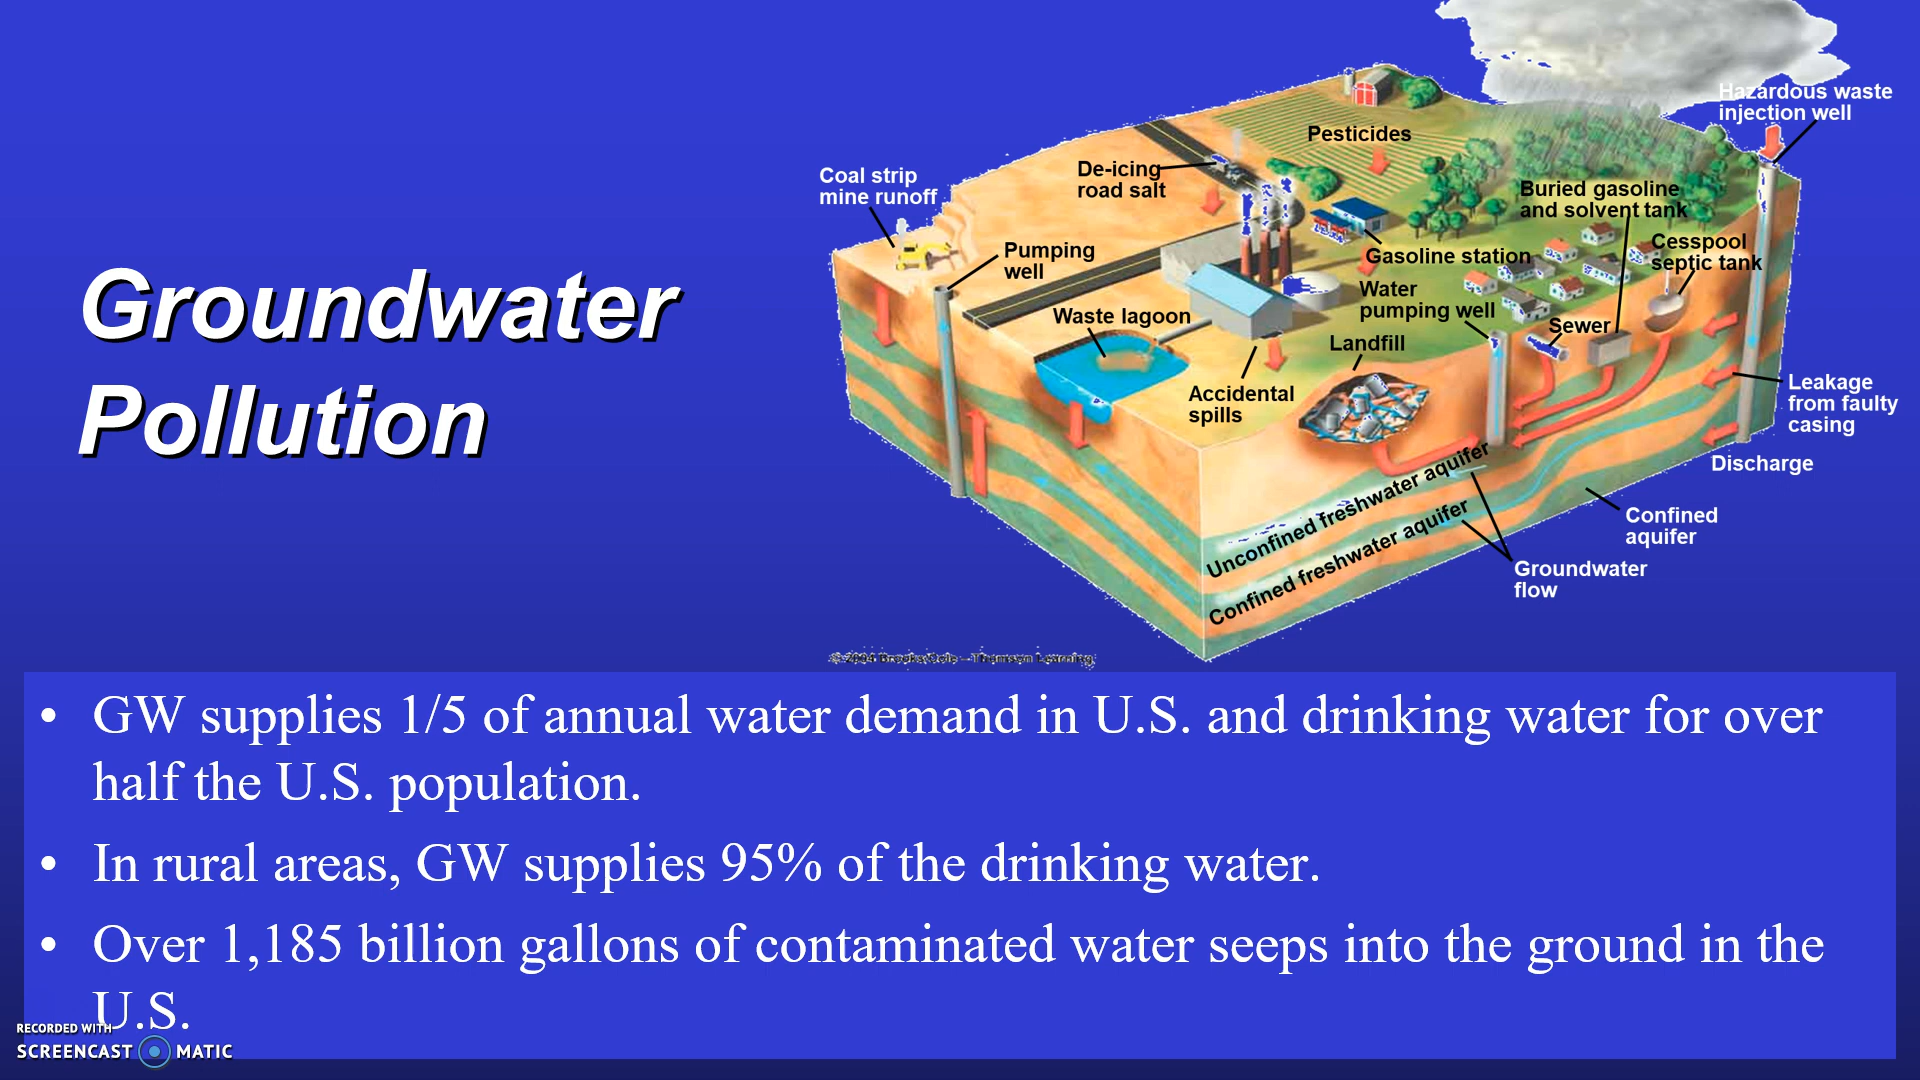 Groundwater
Pollution
Hazardous waste
injection well
Pesticides
De-icing
road salt
Coal strip
mine runoff
Buried gasoline
and solvent tank
Cesspool
septic tank
Pumping
well
Gasoline station
Water
pumping well
Waste lagoon
Sewer
Landfill
Accidental
spills
Leakage
from faulty
casing
Discharge
Unconfined freshwater aquifer
Confined freshwater aquifer
Confined
aquifer
Groundwater
flow
© 2004 Brooks/Cole – Thomson Learning
• GW supplies 1/5 of annual water demand in U.S. and drinking water for over
half the U.S. population.
• In rural areas, GW supplies 95% of the drinking water.
• Over 1,185 billion gallons of contaminated water seeps into the ground in the
U.S.
RECORDED WITH
SCREENCAST MATIC